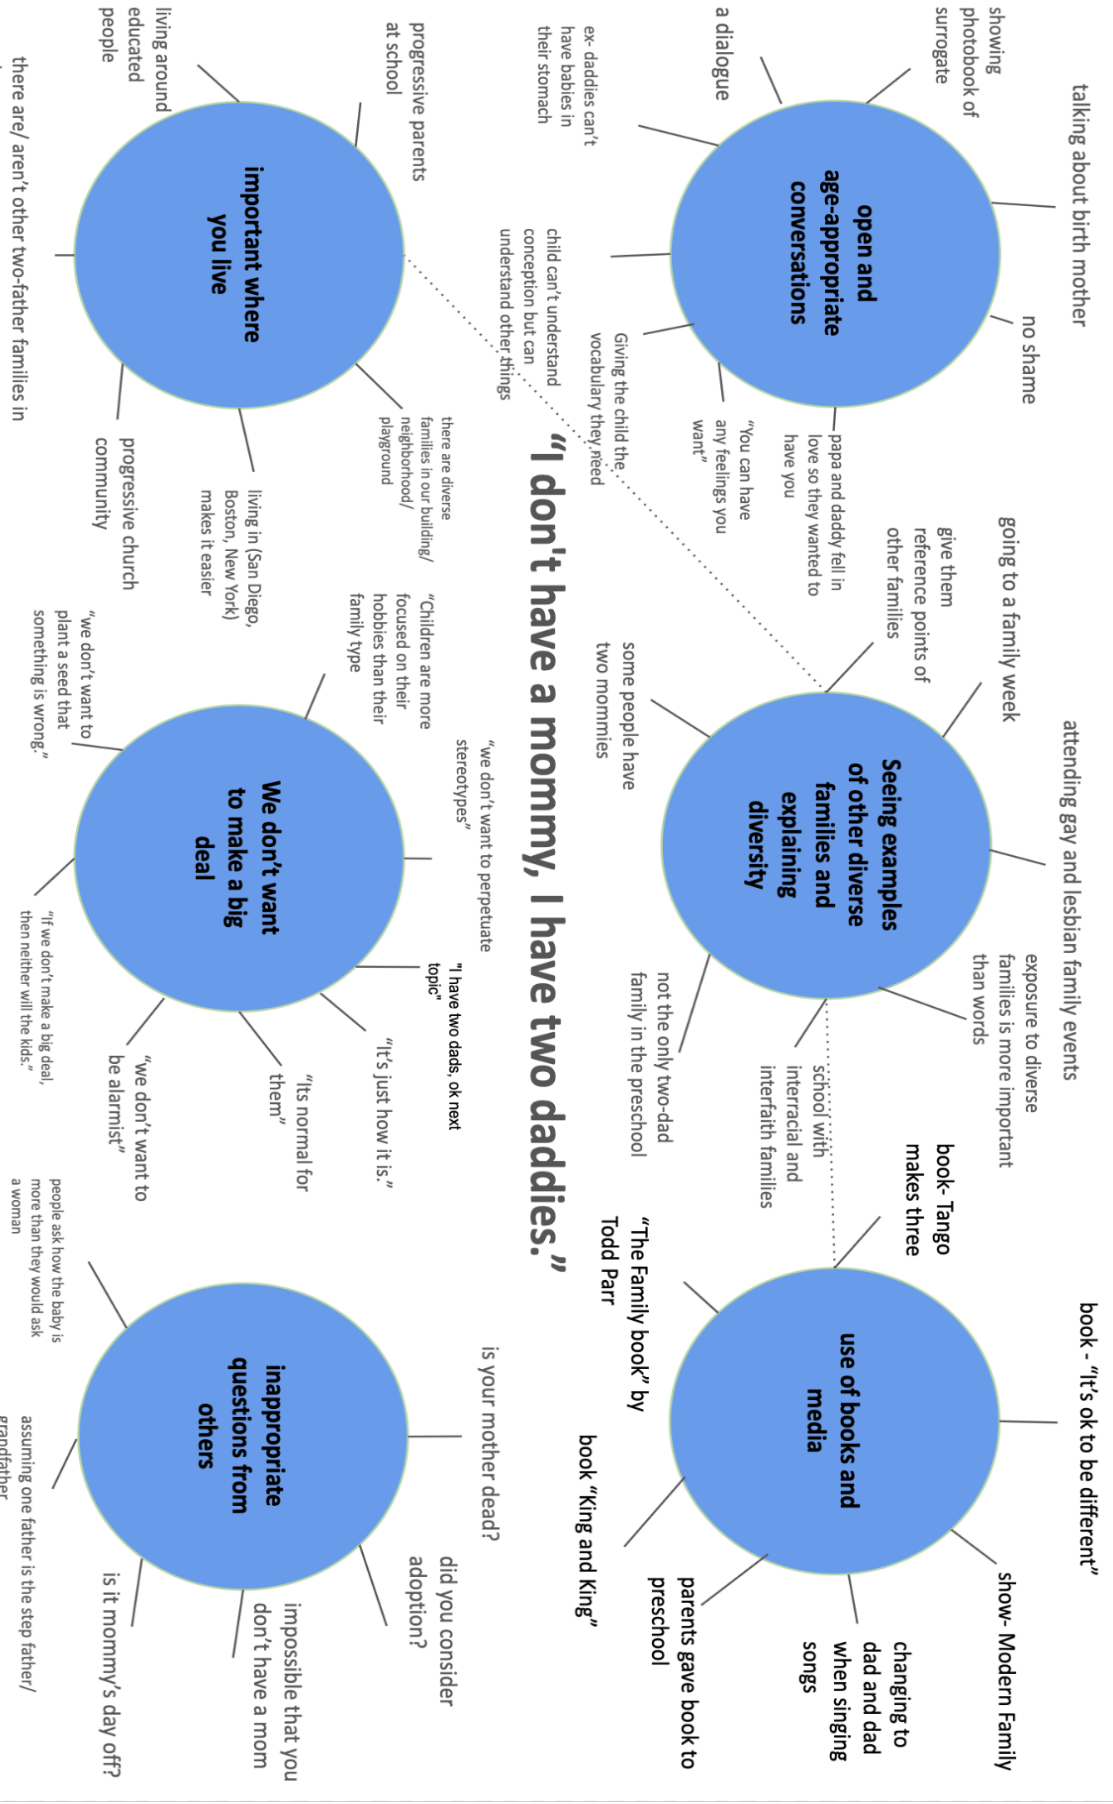 talking about birth mother
showing
photobook of
surrogate
no shame
a dialogue
open and
age-appropriate
conversations
papa and daddy fell in
love so they wanted to
have you
ex- daddies can't
have babies in
their stomach
"You can have
any feelings you
want"
child can't understand
conception but can
understand other things
Giving the child the
vocabulary they need
attending gay and lesbian family events
going to a family week
give them
reference points of
other families
exposure to diverse
families is more important
than words
Seeing examples
of other diverse
families and
explaining
diversity
school with
interracial and
interfaith families
some people have
two mommies
not the only two-dad
family in the preschool
book - "It's ok to be different"
book- Tango
makes three
show- Modern Family
use of books and
media
changing to
dad and dad
when singing
songs
"The Family book" by
Todd Parr
parents gave book to
preschool
book "King and King"
"I don't have a mommy, I have two daddies."
progressive parents
at school
there are diverse
families in our building/
neighborhood/
playground
important where
you live
living around
educated
people
living in (San Diego,
Boston, New York)
makes it easier
progressive church
community
there are/ aren't other two-father families in
"we don't want to perpetuate
stereotypes"
"Children are more
focused on their
hobbies than their
family type
"I have two dads, ok next
topic"
"It's just how it is."
We don't want
to make a big
deal
"Its normal for
them"
"we don't want to
plant a seed that
something is wrong."
"we don't want to
be alarmist"
"If we don't make a big deal,
then neither will the kids."
is your mother dead?
did you consider
adoption?
inappropriate
questions from
others
impossible that you
don't have a mom
people ask how the baby is
more than they would ask
a woman
is it mommy's day off?
assuming one father is the step father/
grandfather